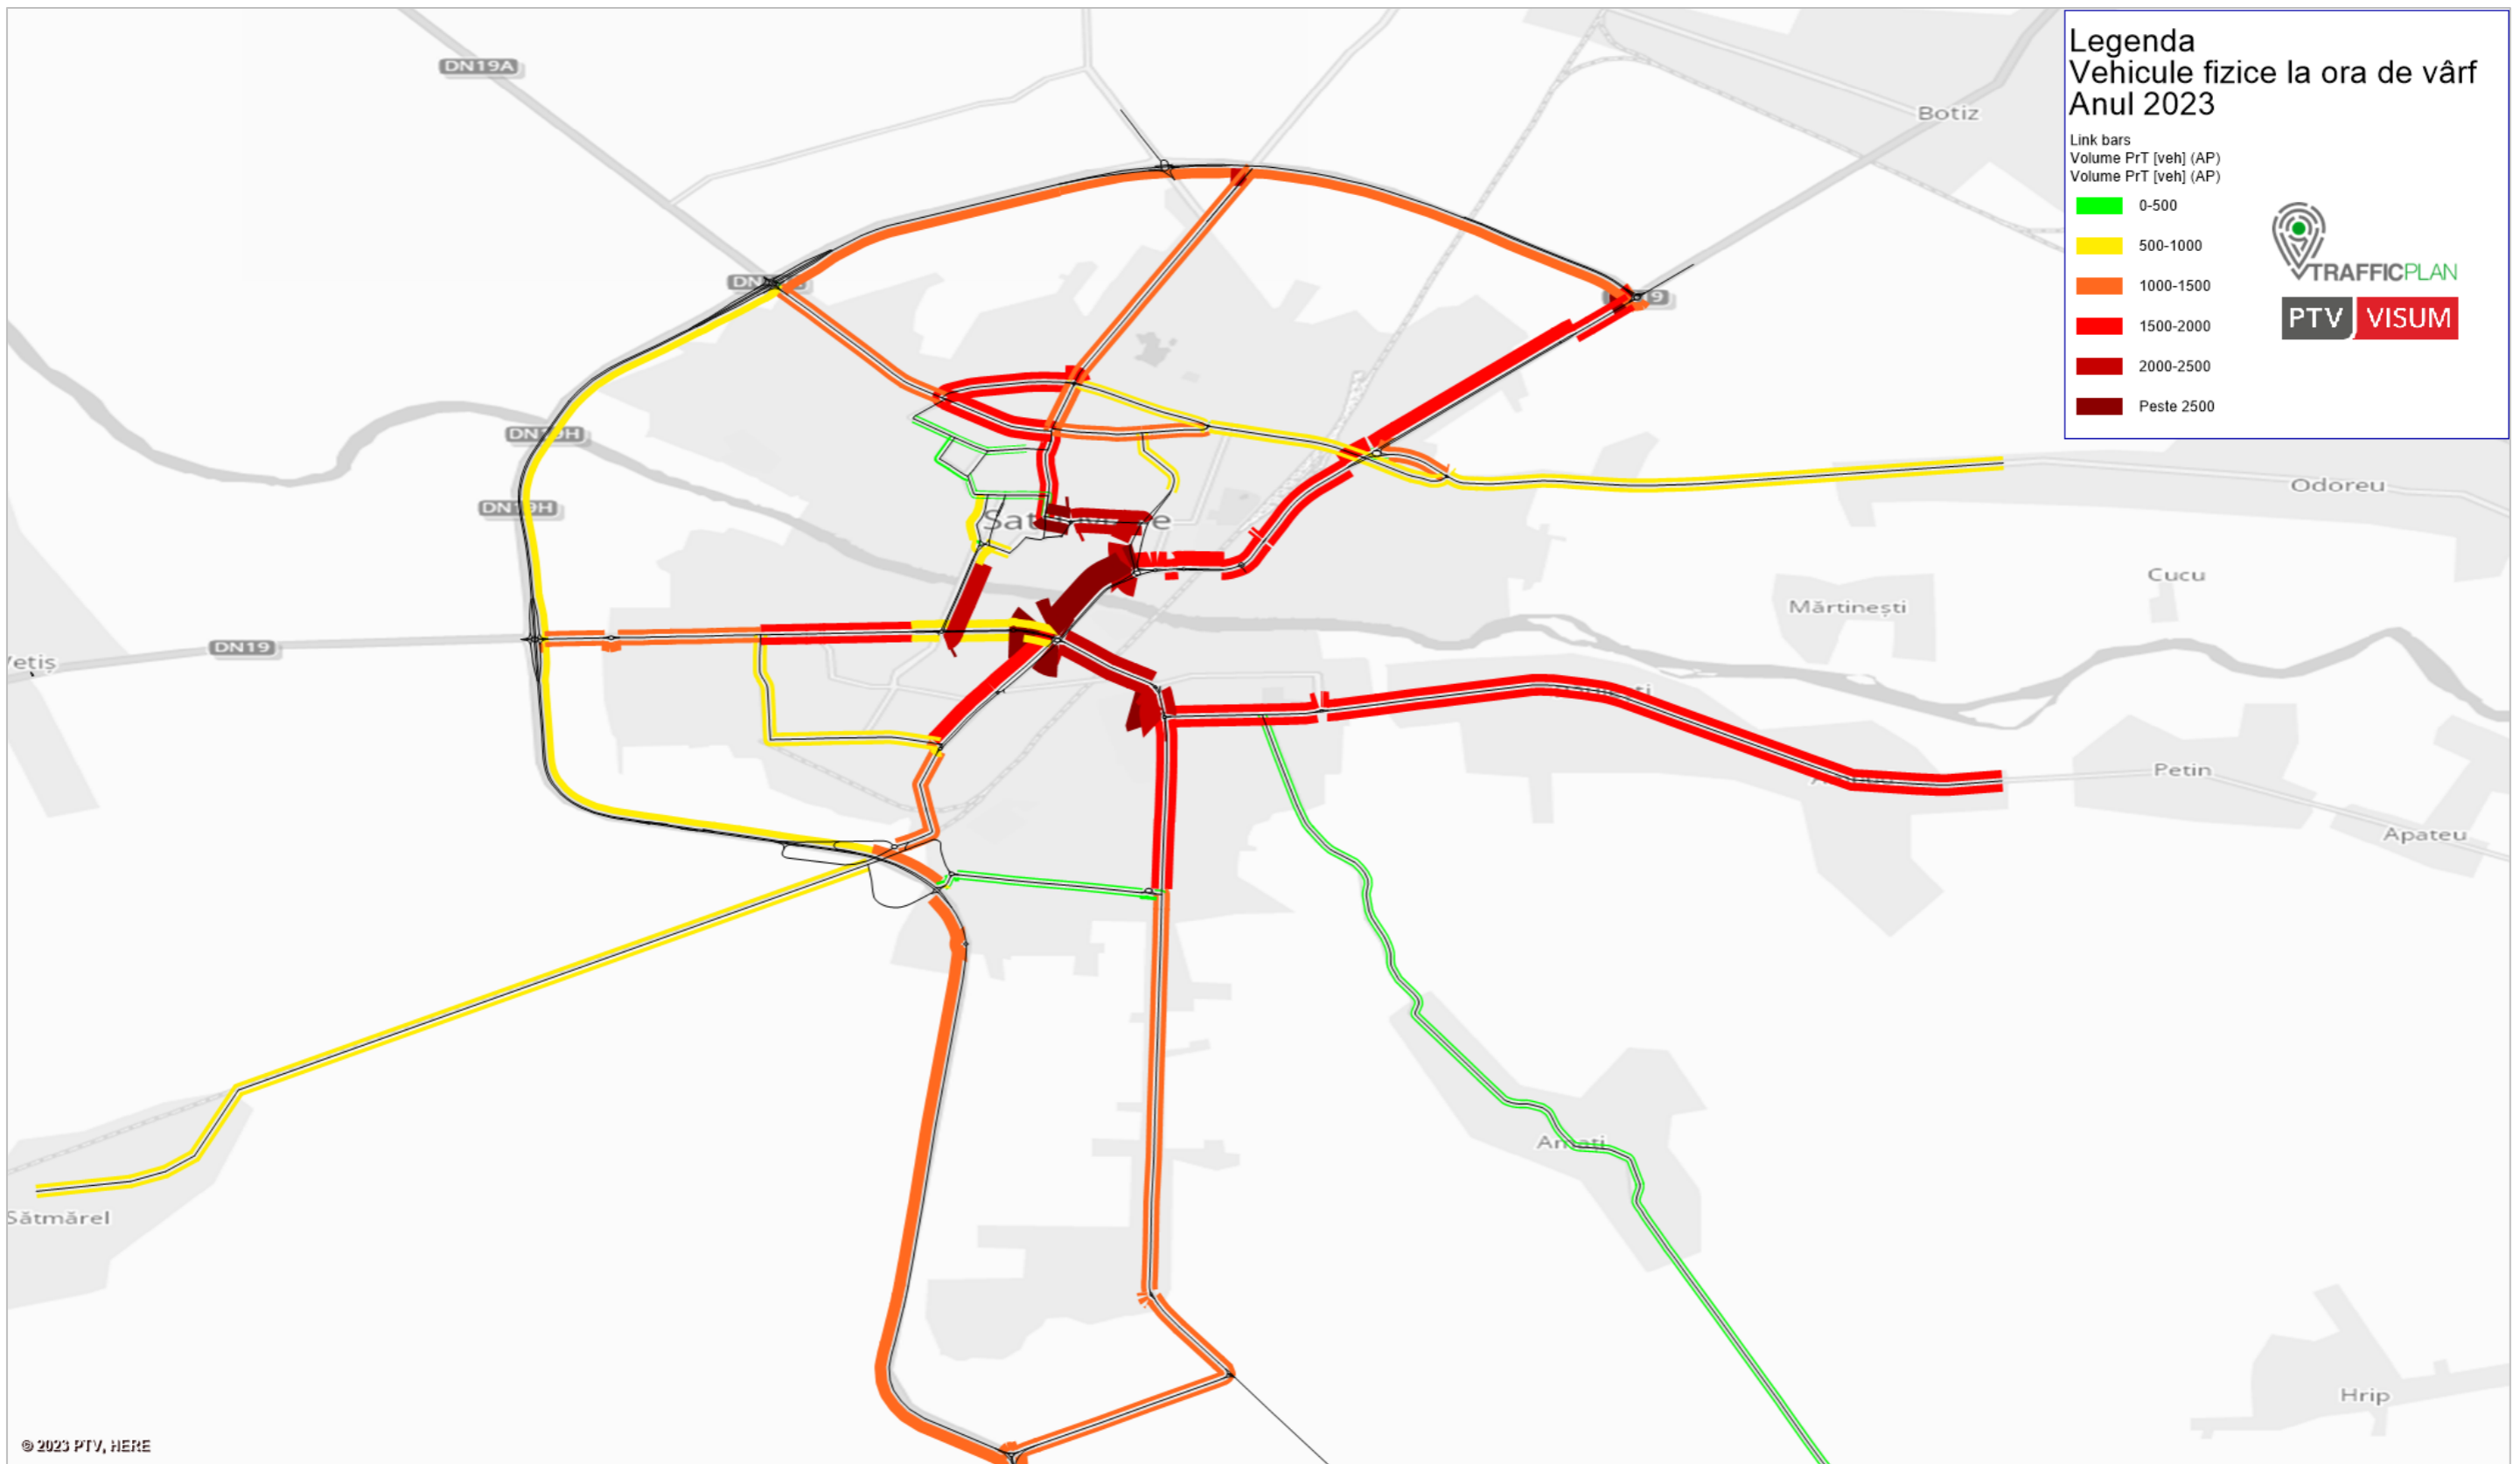 Legenda
Vehicule fizice la ora de vârf
Anul 2023
Link bars
Volume PrT [veh] (AP)
Volume PrT [veh] (AP)
0-500
500-1000
1000-1500
1500-2000
2000-2500
Peste 2500
TRAFFICPLAN
PTV VISUM
DN19A
Botiz
DN19H
Odoreu
DN19H
Cucu
Mărtinești
DN19
Petin
Apateu
Sătmărel
Hrip
© 2023 PTV, HERE